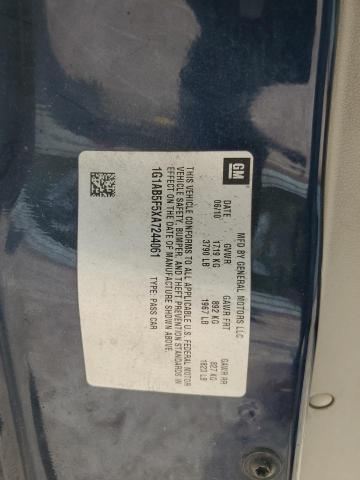 GM
MFD BY GENERAL MOTORS LLC
DATE GVWR GAWR FRT GAWR RR
06/10 1719 KG 892 KG 827 KG
3790 LB 1967 LB 1823 LB
THIS VEHICLE CONFORMS TO ALL APPLICABLE U.S. FEDERAL MOTOR
VEHICLE SAFETY, BUMPER, AND THEFT PREVENTION STANDARDS IN
EFFECT ON THE DATE OF MANUFACTURE SHOWN ABOVE.
1G1AB5F5XA7244061 TYPE: PASS CAR